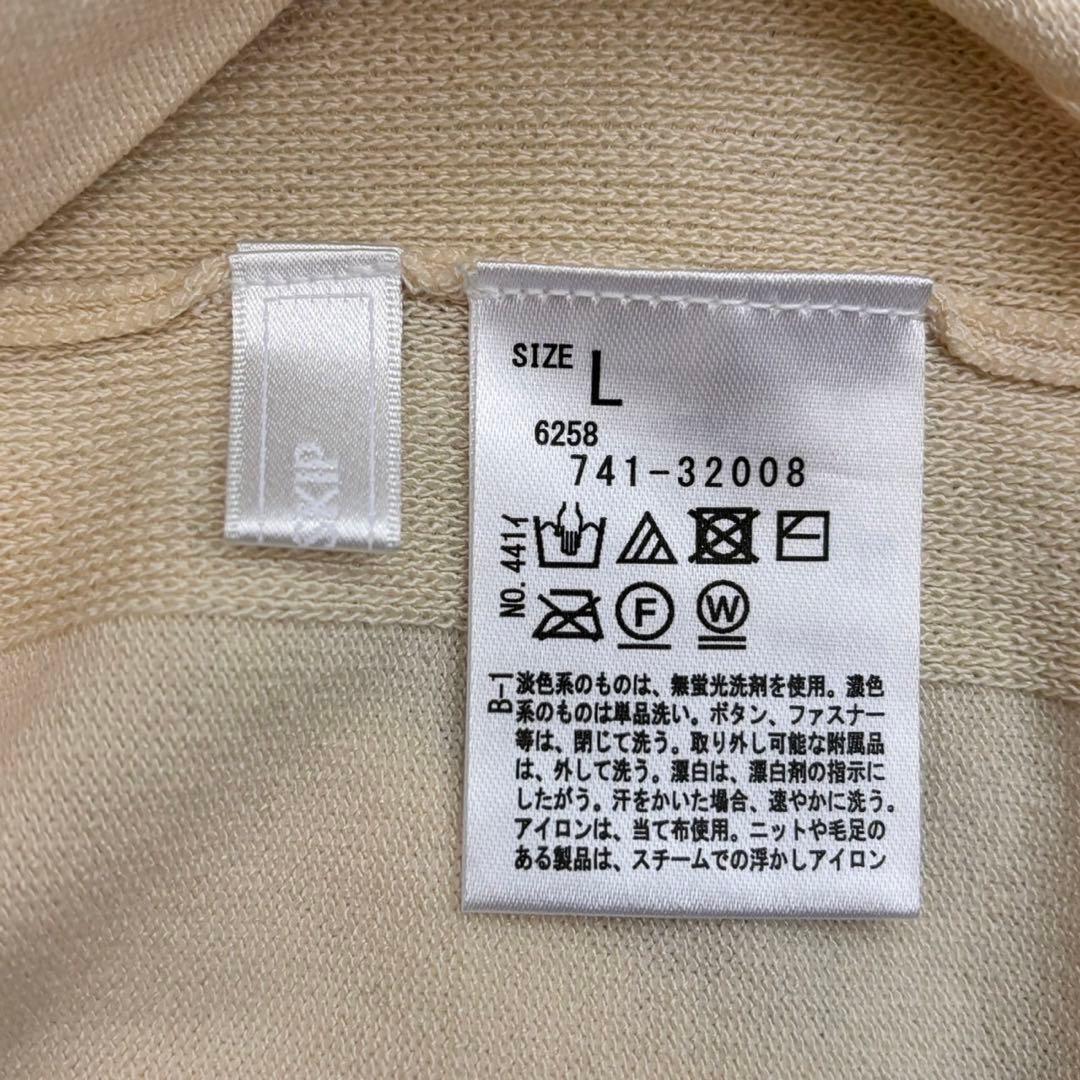 SKIP
SIZE L
6258
741-32008
NO.441イ
F W
B-1
淡色系のものは、無蛍光洗剤を使用。濃色
系のものは単品洗い。ボタン、ファスナー
等は、閉じて洗う。取り外し可能な附属品
は、外して洗う。漂白は、漂白剤の指示に
したがう。汗をかいた場合、速やかに洗う。
アイロンは、当て布使用。ニットや毛足の
ある製品は、スチームでの浮かしアイロン